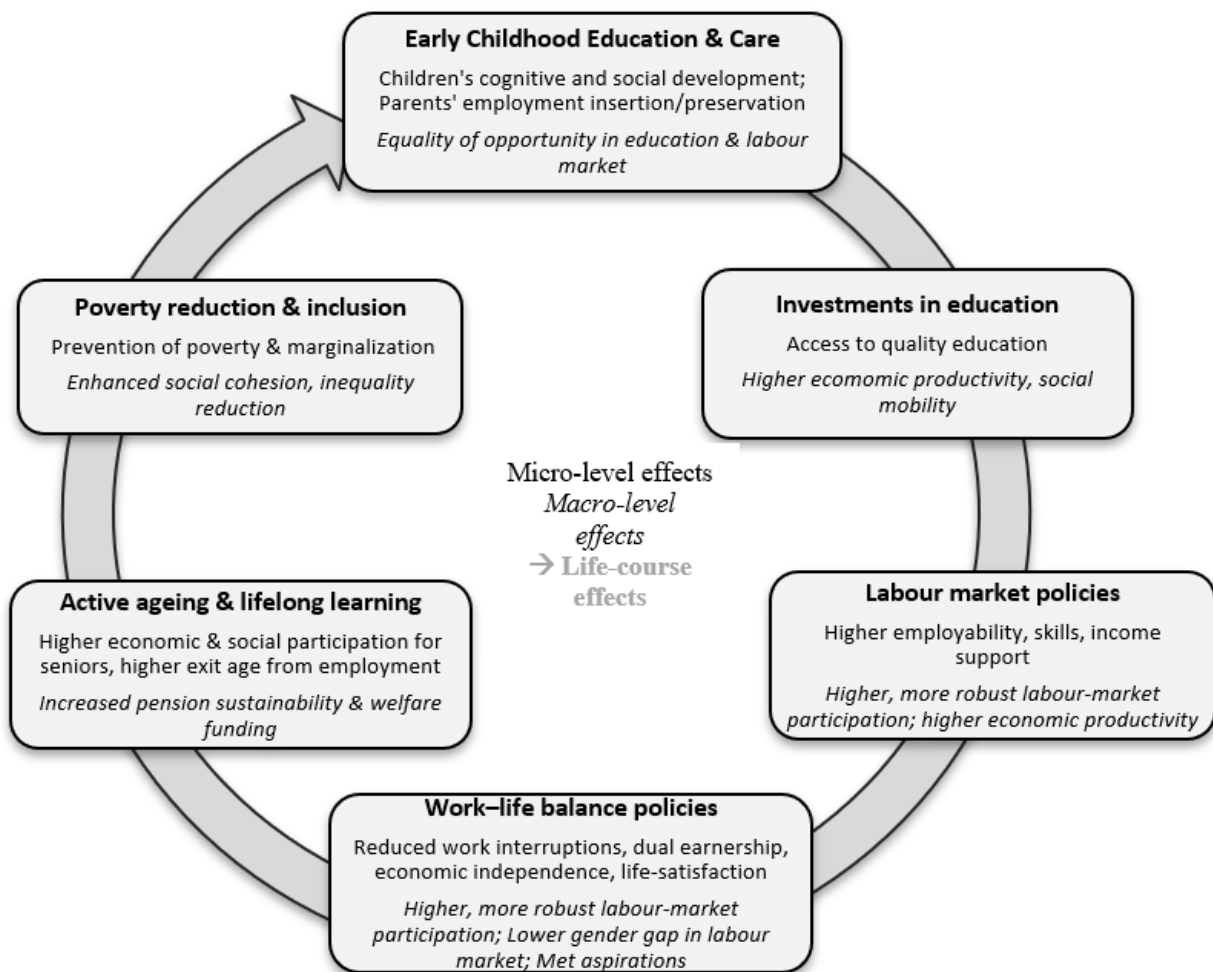 Early Childhood Education & Care
Children's cognitive and social development;
Parents' employment insertion/preservation
Equality of opportunity in education & labour
market
Investments in education
Access to quality education
Higher ecomomic productivity, social
mobility
Labour market policies
Higher employability, skills, income
support
Higher, more robust labour-market
participation; higher economic productivity
Work–life balance policies
Reduced work interruptions, dual earnership,
economic independence, life-satisfaction
Higher, more robust labour-market
participation; Lower gender gap in labour
market; Met aspirations
Active ageing & lifelong learning
Higher economic & social participation for
seniors, higher exit age from employment
Increased pension sustainability & welfare
funding
Poverty reduction & inclusion
Prevention of poverty & marginalization
Enhanced social cohesion, inequality
reduction
Micro-level effects
Macro-level
effects
→ Life-course
effects